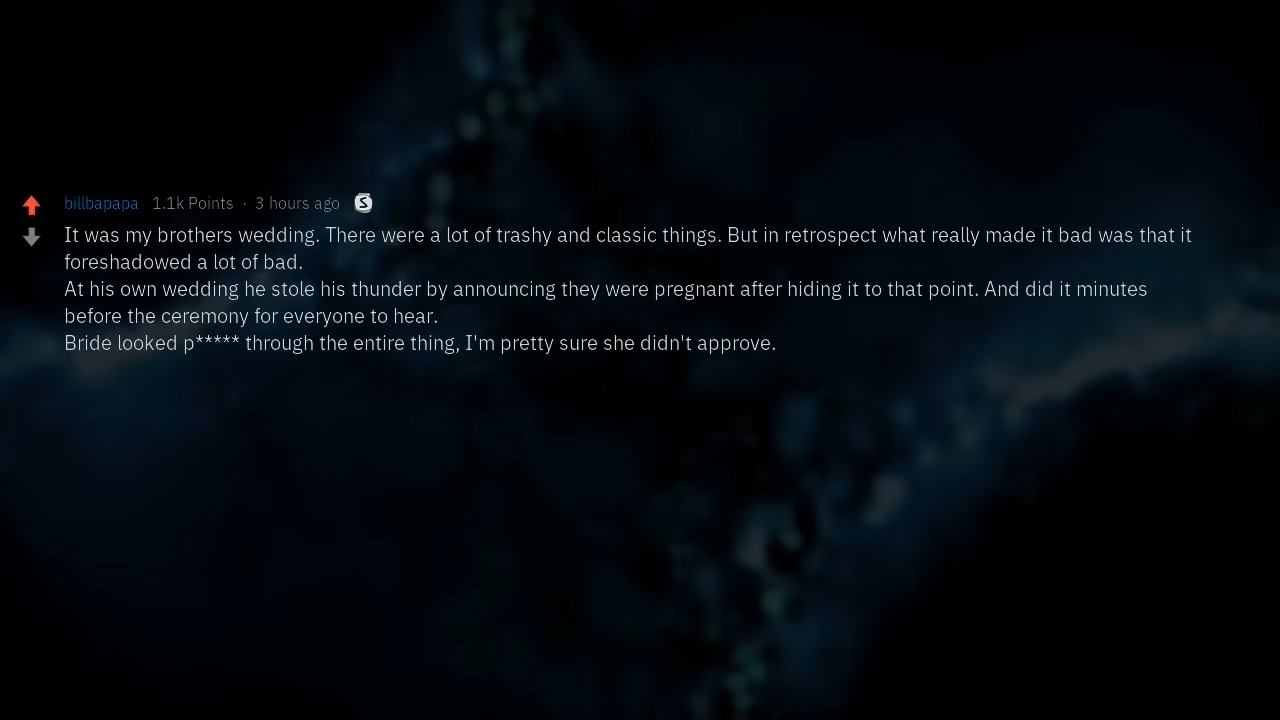 billbapapa 1.1k Points · 3 hours ago S
It was my brothers wedding. There were a lot of trashy and classic things. But in retrospect what really made it bad was that it
foreshadowed a lot of bad.
At his own wedding he stole his thunder by announcing they were pregnant after hiding it to that point. And did it minutes
before the ceremony for everyone to hear.
Bride looked p***** through the entire thing, I'm pretty sure she didn't approve.